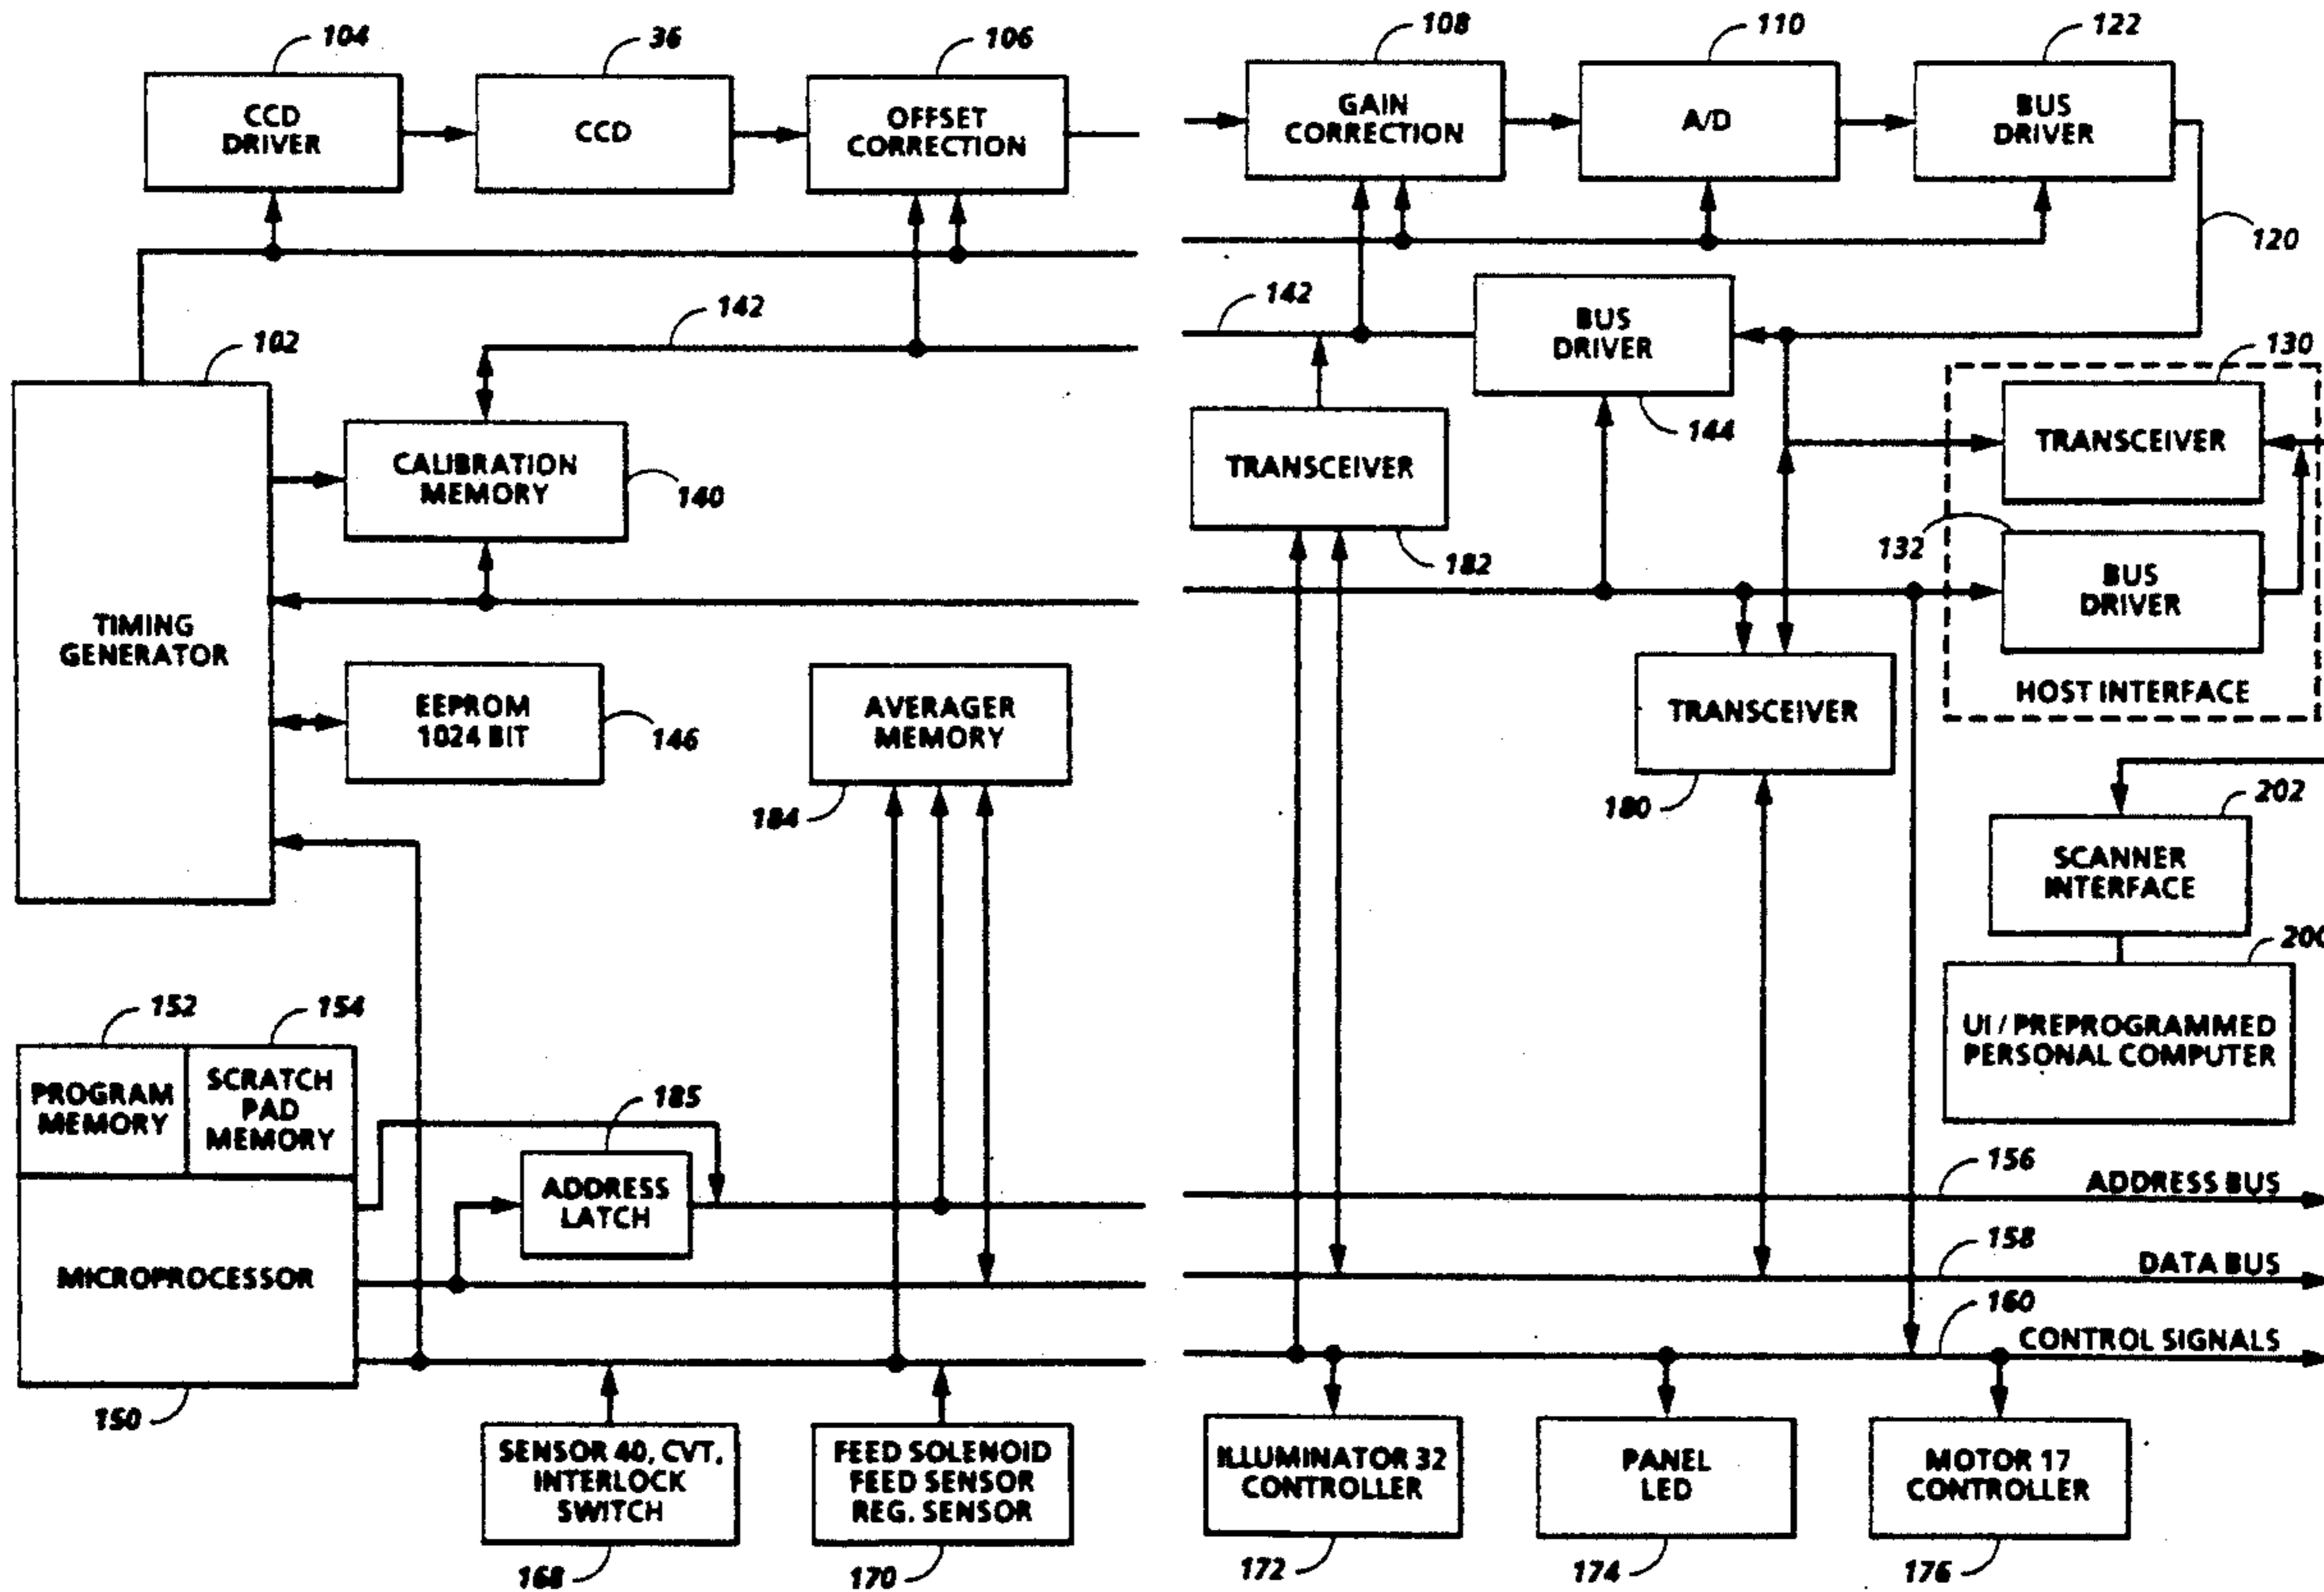 104
36
106
108
110
122
CCD
DRIVER
CCD
OFFSET
CORRECTION
GAIN
CORRECTION
A/D
BUS
DRIVER
120
142
142
BUS
DRIVER
144
102
130
TRANSCEIVER
TIMING
GENERATOR
CALIBRATION
MEMORY
140
TRANSCEIVER
182
132
BUS
DRIVER
HOST INTERFACE
EEPROM
1024 BIT
146
AVERAGER
MEMORY
184
TRANSCEIVER
180
202
SCANNER
INTERFACE
200
UI / PREPROGRAMMED
PERSONAL COMPUTER
152
154
PROGRAM
MEMORY
SCRATCH
PAD
MEMORY
185
ADDRESS
LATCH
156
ADDRESS BUS
MICROPROCESSOR
158
DATA BUS
160
CONTROL SIGNALS
150
SENSOR 40, CVT,
INTERLOCK
SWITCH
168
FEED SOLENOID
FEED SENSOR
REG. SENSOR
170
ILLUMINATOR 32
CONTROLLER
172
PANEL
LED
174
MOTOR 17
CONTROLLER
176